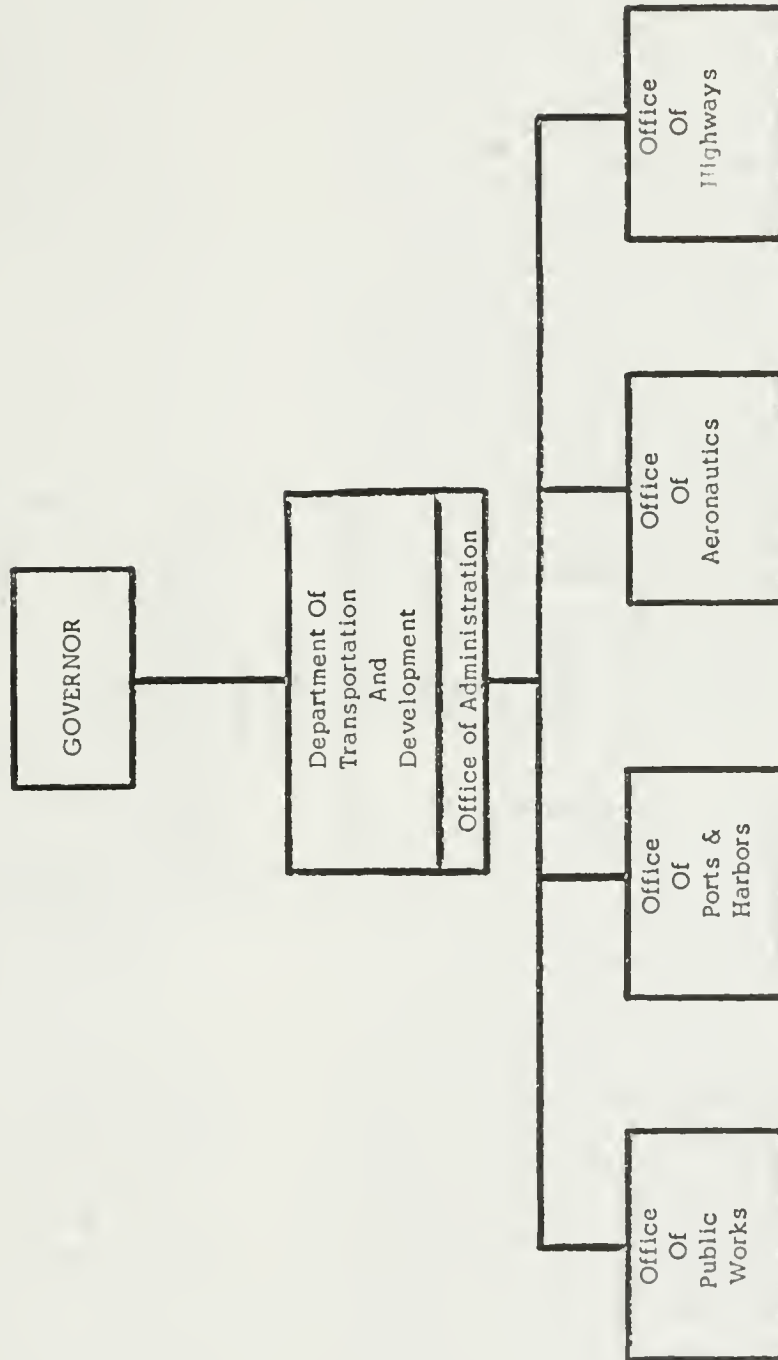 GOVERNOR
Department Of
Transportation
And
Development
Office of Administration
Office
Of
Public
Works
Office
Of
Ports &
Harbors
Office
Of
Aeronautics
Office
Of
Highways